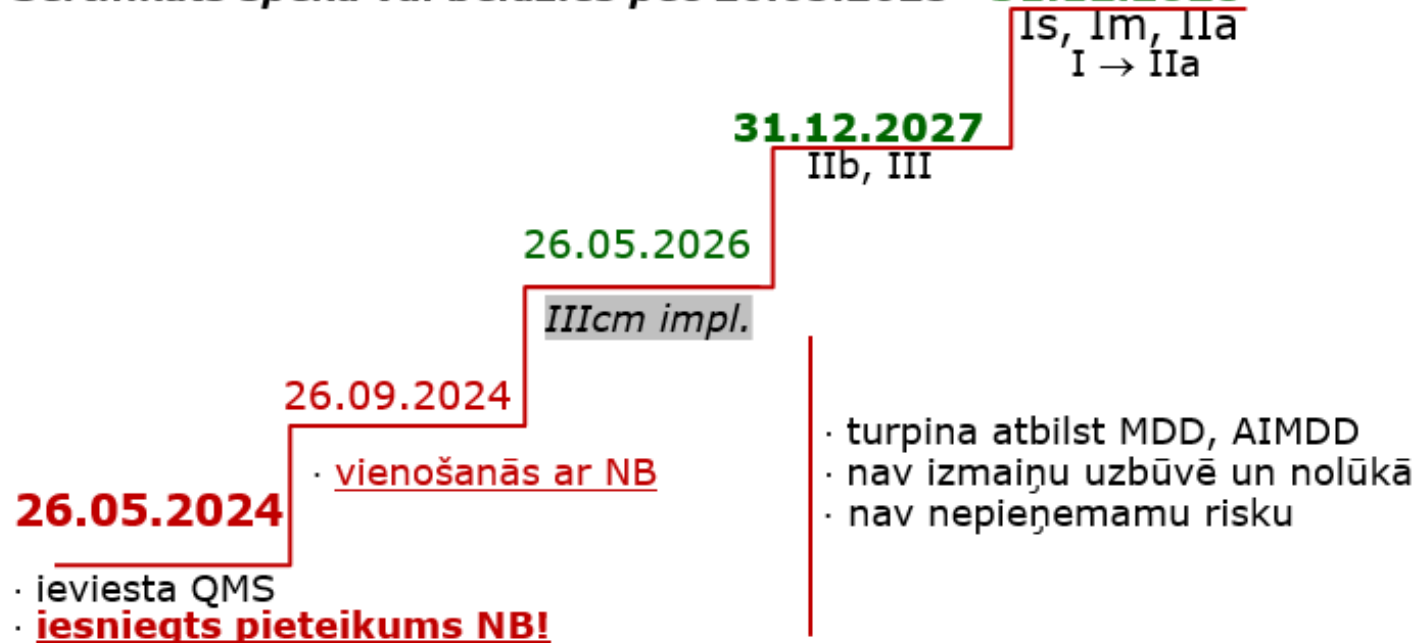 Is, Im, IIa
I → IIa
31.12.2027
IIb, III
26.05.2026
IIIcm impl.
26.09.2024
· vienošanās ar NB
26.05.2024
· ieviesta QMS
· iesniegts pieteikums NB!
· turpina atbilst MDD, AIMDD
· nav izmaiņu uzbūvē un nolūkā
· nav nepieņemamu risku